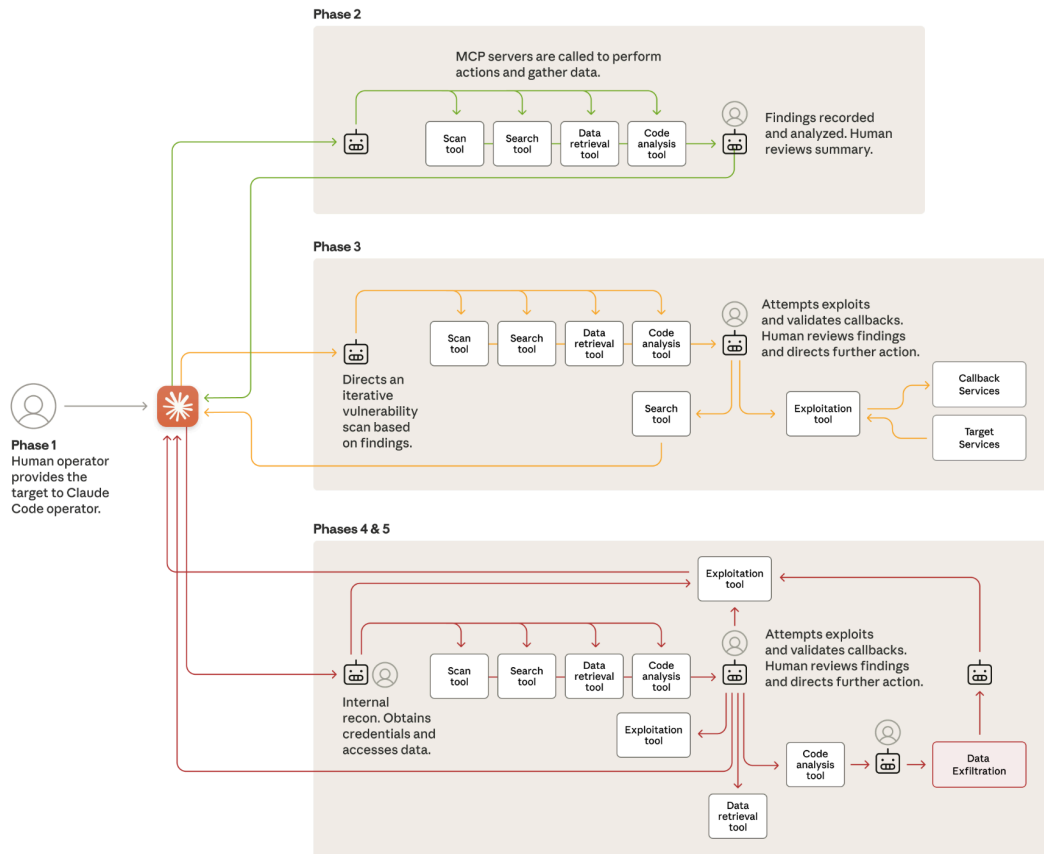 Phase 2
MCP servers are called to perform
actions and gather data.
Scan
tool
Search
tool
Data
retrieval
tool
Code
analysis
tool
Findings recorded
and analyzed. Human
reviews summary.
Phase 3
Scan
tool
Search
tool
Data
retrieval
tool
Code
analysis
tool
Attempts exploits
and validates callbacks.
Human reviews findings
and directs further action.
Directs an
iterative
vulnerability
scan based
on findings.
Search
tool
Exploitation
tool
Callback
Services
Target
Services
Phase 1
Human operator
provides the
target to Claude
Code operator.
Phases 4 & 5
Exploitation
tool
Scan
tool
Search
tool
Data
retrieval
tool
Code
analysis
tool
Attempts exploits
and validates callbacks.
Human reviews findings
and directs further action.
Internal
recon. Obtains
credentials and
accesses data.
Exploitation
tool
Code
analysis
tool
Data
Exfiltration
Data
retrieval
tool